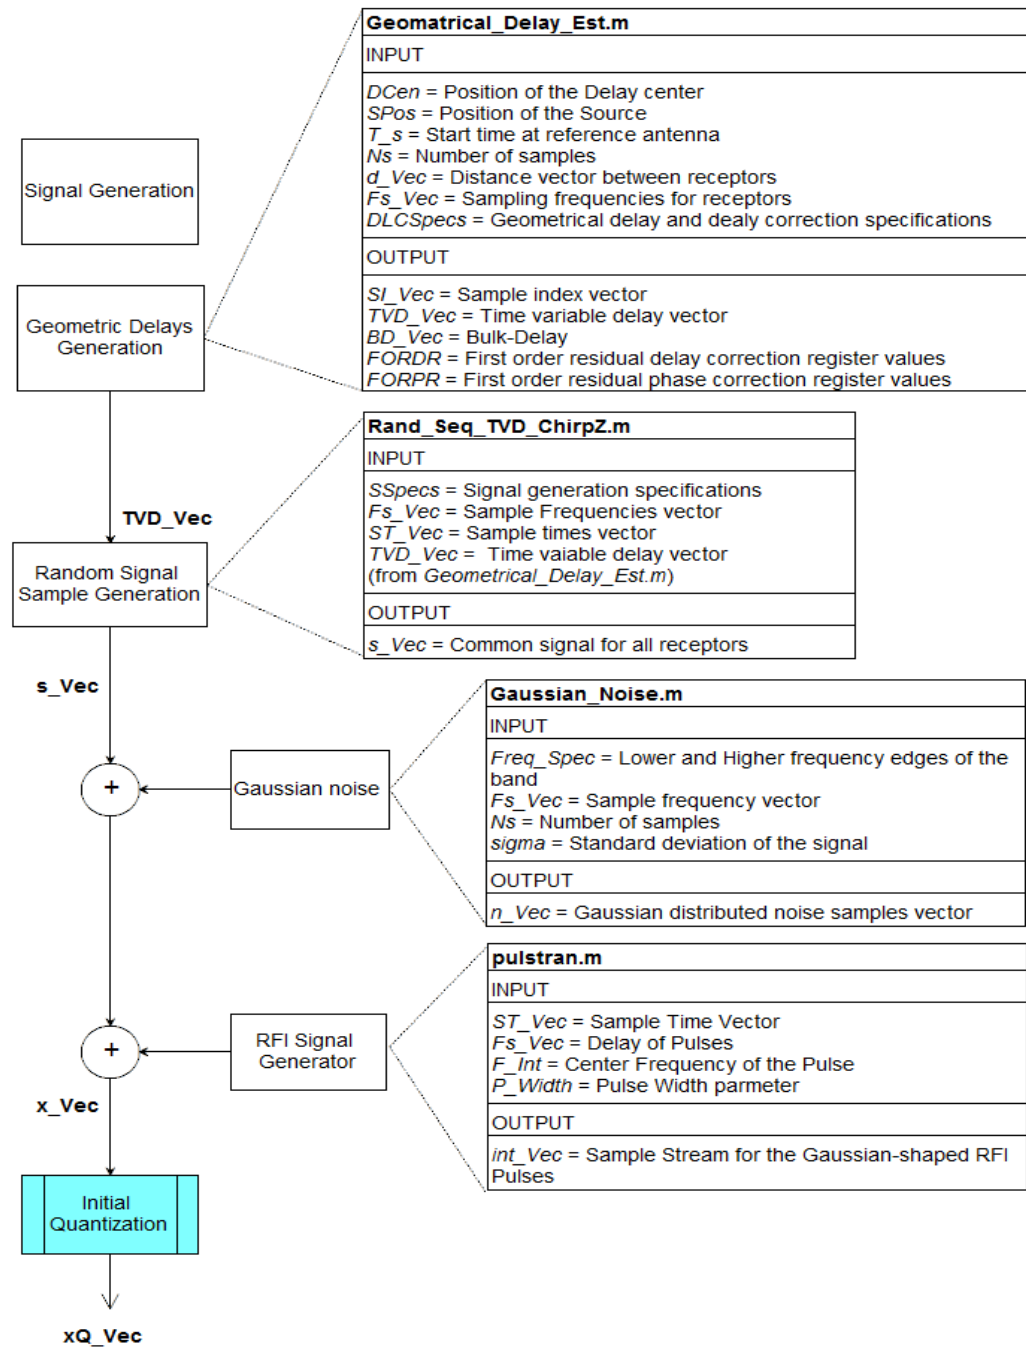 Geomatrical_Delay_Est.m
INPUT
DCen = Position of the Delay center
SPos = Position of the Source
T_s = Start time at reference antenna
Ns = Number of samples
d_Vec = Distance vector between receptors
Fs_Vec = Sampling frequencies for receptors
DLCSpecs = Geometrical delay and dealy correction specifications
OUTPUT
SI_Vec = Sample index vector
TVD_Vec = Time variable delay vector
BD_Vec = Bulk-Delay
FORDR = First order residual delay correction register values
FORPR = First order residual phase correction register values
Signal Generation
Geometric Delays
Generation
TVD_Vec
Rand_Seq_TVD_ChirpZ.m
INPUT
SSpecs = Signal generation specifications
Fs_Vec = Sample Frequencies vector
ST_Vec = Sample times vector
TVD_Vec = Time vaiable delay vector
(from Geometrical_Delay_Est.m)
OUTPUT
s_Vec = Common signal for all receptors
Random Signal
Sample Generation
s_Vec
Gaussian_Noise.m
INPUT
Freq_Spec = Lower and Higher frequency edges of the
band
Fs_Vec = Sample frequency vector
Ns = Number of samples
sigma = Standard deviation of the signal
OUTPUT
n_Vec = Gaussian distributed noise samples vector
+
Gaussian noise
pulstran.m
INPUT
ST_Vec = Sample Time Vector
Fs_Vec = Delay of Pulses
F_Int = Center Frequency of the Pulse
P_Width = Pulse Width parmeter
OUTPUT
int_Vec = Sample Stream for the Gaussian-shaped RFI
Pulses
+
RFI Signal
Generator
x_Vec
Initial
Quantization
xQ_Vec